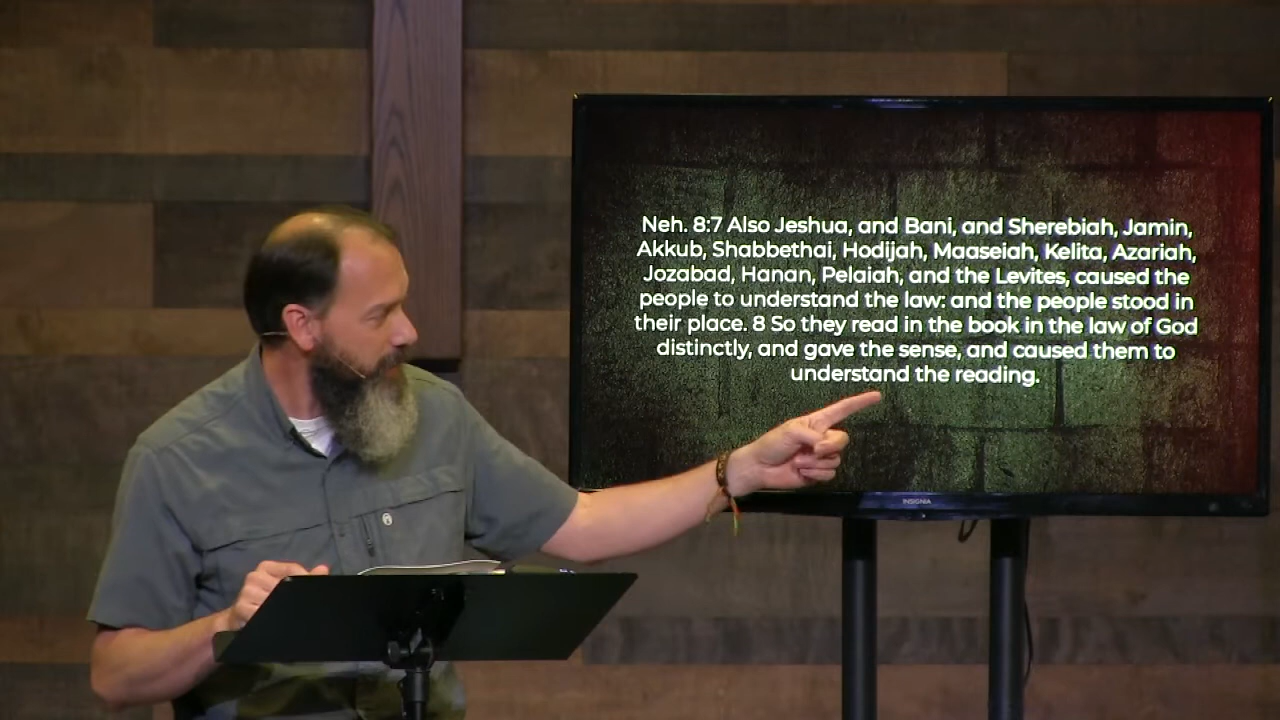 Neh. 8:7 Also Jeshua, and Bani, and Sherebiah, Jamin,
Akkub, Shabbethai, Hodijah, Maaseiah, Kelita, Azariah,
Jozabad, Hanan, Pelaiah, and the Levites, caused the
people to understand the law: and the people stood in
their place. 8 So they read in the book in the law of God
distinctly, and gave the sense, and caused them to
understand the reading.
INSIGNIA